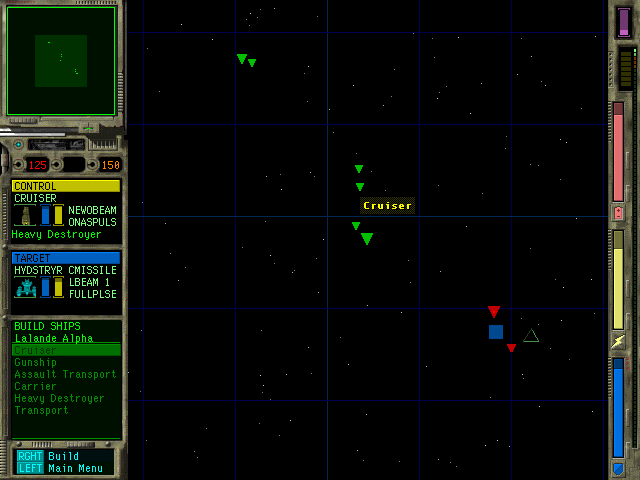 125
150
CONTROL
CRUISER
NEWOBEAM
ONASPULS
Heavy Destroyer
TARGET
HVDSTRYR CMISSILE
LBEAM 1
FULLPLSE
BUILD SHIPS
Lalande Alpha
Cruiser
Gunship
Assault Transport
Carrier
Heavy Destroyer
Transport
RGHT Build
LEFT Main Menu
Cruiser